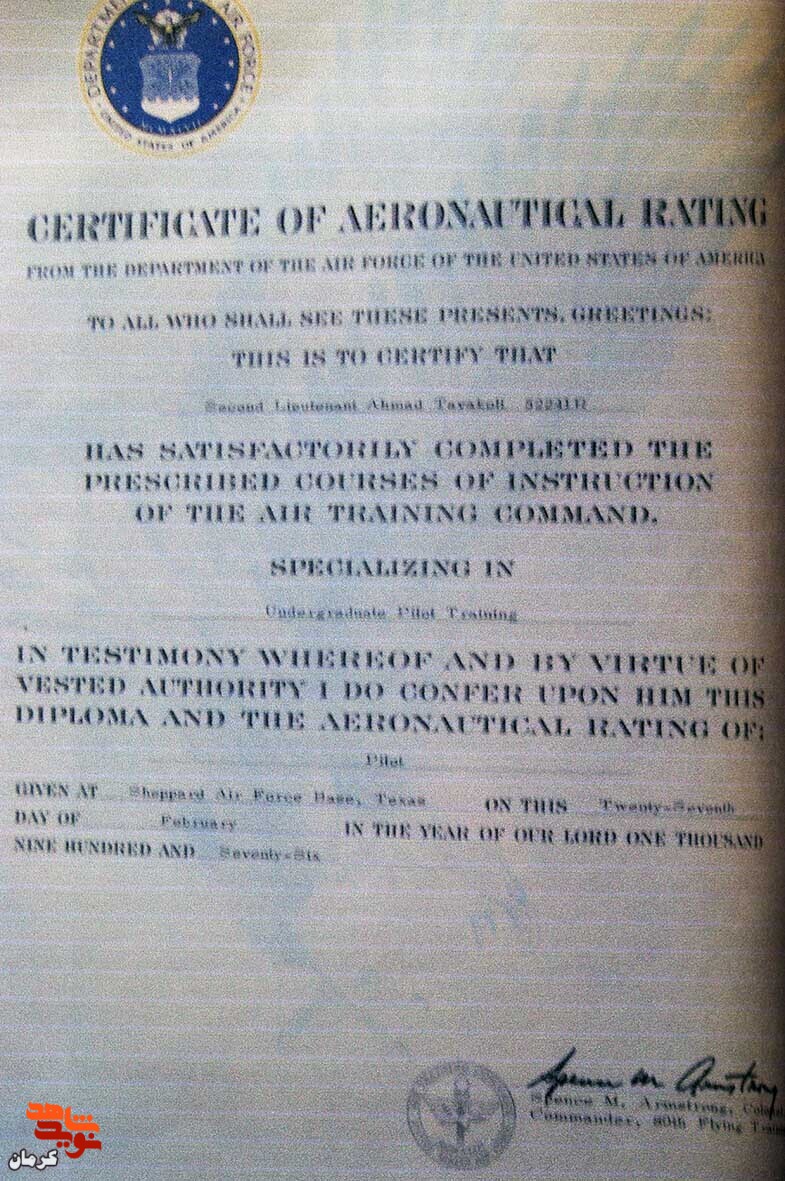 DEPARTMENT AIR FORCE
UNITED STATES OF AMERICA
CERTIFICATE OF AERONAUTICAL RATING
FROM THE DEPARTMENT OF THE AIR FORCE OF THE UNITED STATES OF AMERICA
TO ALL WHO SHALL SEE THESE PRESENTS, GREETINGS:
THIS IS TO CERTIFY THAT
Second Lieutenant Ahmad Tavakoli
HAS SATISFACTORILY COMPLETED THE
PRESCRIBED COURSES OF INSTRUCTION
OF THE AIR TRAINING COMMAND,
SPECIALIZING IN
Undergraduate Pilot Training
IN TESTIMONY WHEREOF AND BY VIRTUE OF
VESTED AUTHORITY I DO CONFER UPON HIM THIS
DIPLOMA AND THE AERONAUTICAL RATING OF:
Pilot
GIVEN AT Sheppard Air Force Base, Texas ON THIS Twenty-Seventh
DAY OF February IN THE YEAR OF OUR LORD ONE THOUSAND
NINE HUNDRED AND Seventy-Six
Spence M Armstrong
Spence M. Armstrong, Colonel
Commander, 80th Flying Train
نوید شاهد
کرمان